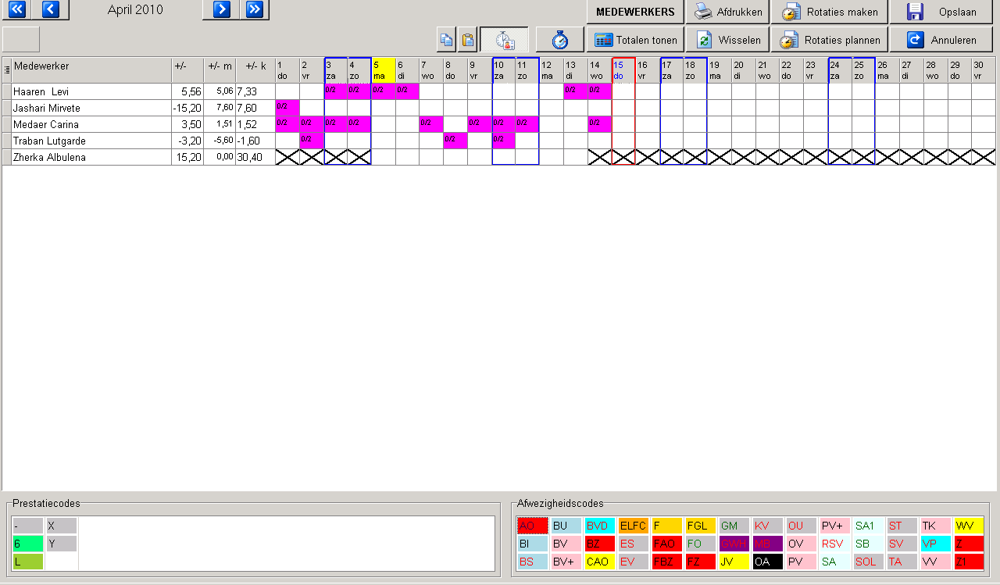 April 2010
MEDEWERKERS Afdrukken Rotaties maken Opslaan
Totalen tonen Wisselen Rotaties plannen Annuleren
Medewerker +/- +/- m +/- k 1 2 3 4 5 6 7 8 9 10 11 12 13 14 15 16 17 18 19 20 21 22 23 24 25 26 27 28 29 30
do vr za zo ma di wo do vr za zo ma di wo do vr za zo ma di wo do vr za zo ma di wo do vr
Haaren Levi 5,56 5,06 7,33 0/2 0/2 0/2 0/2 0/2 0/2
Jashari Mirvete -15,20 7,60 7,60 0/2
Medaer Carina 3,50 1,51 1,52 0/2 0/2 0/2 0/2 0/2 0/2 0/2 0/2 0/2
Traban Lutgarde -3,20 -5,60 -1,60 0/2 0/2 0/2
Zherka Albulena 15,20 0,00 30,40
Prestatiecodes
- X
6 Y
L
Afwezigheidscodes
AO BU BVD ELFC F FGL GM KV OU PV+ SA1 ST TK WV
BI BV BZ ES FAO FO GWH MB OV RSV SB SV VP Z
BS BV+ CAO EV FBZ FZ JV OA PV SA SOL TA VV Z1